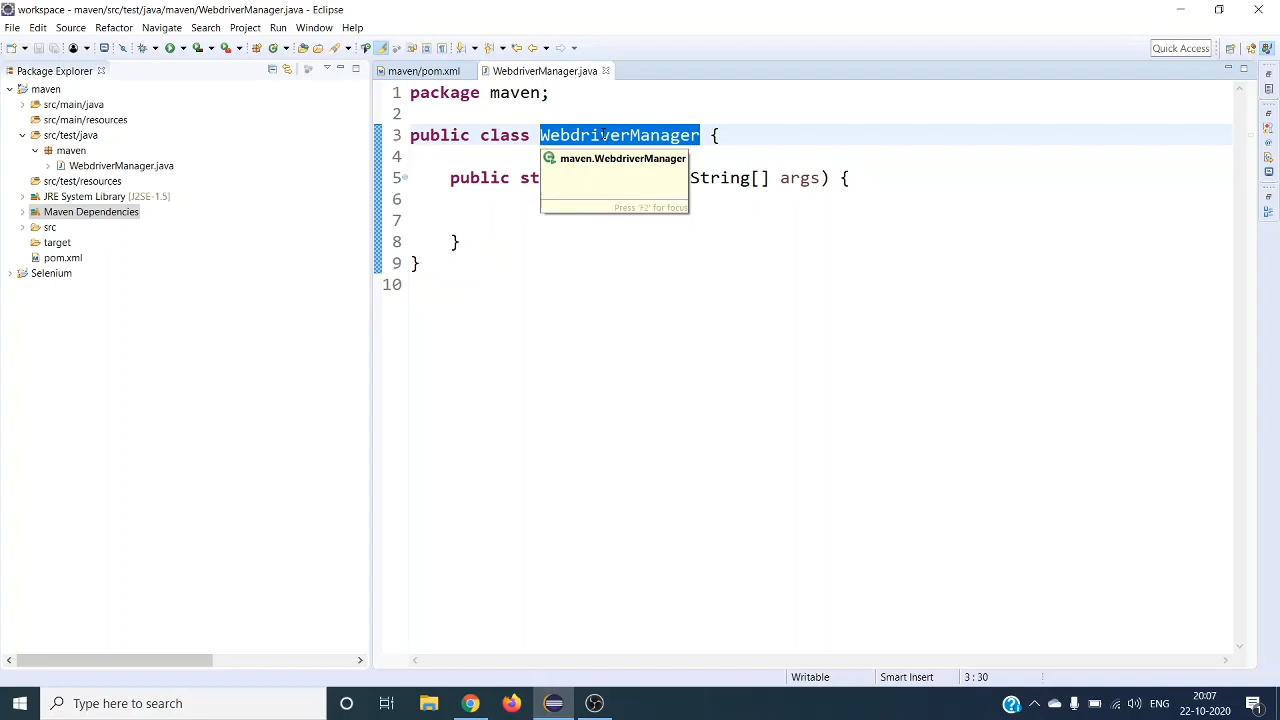 workspace - maven/src/test/java/maven/WebdriverManager.java - Eclipse
File Edit Source Refactor Navigate Search Project Run Window Help
Quick Access
Package Explorer
maven
src/main/java
src/main/resources
src/test/java
maven
WebdriverManager.java
src/test/resources
JRE System Library [J2SE-1.5]
Maven Dependencies
src
target
pom.xml
Selenium
maven/pom.xml
WebdriverManager.java
1 package maven;
2
3 public class WebdriverManager {
4
maven.WebdriverManager
5 public st String[] args) {
6
Press 'F2' for focus
7
8 }
9 }
10
Writable Smart Insert 3 : 30
Type here to search
ENG
20:07
22-10-2020
1